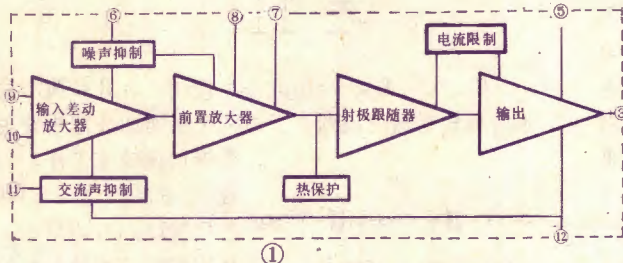 ⑥
⑧
⑦
⑤
噪声抑制
电流限制
⑨
输入差动
放大器
前置放大器
射极跟随器
输出
⑩
⑪
交流声抑制
热保护
⑫
①